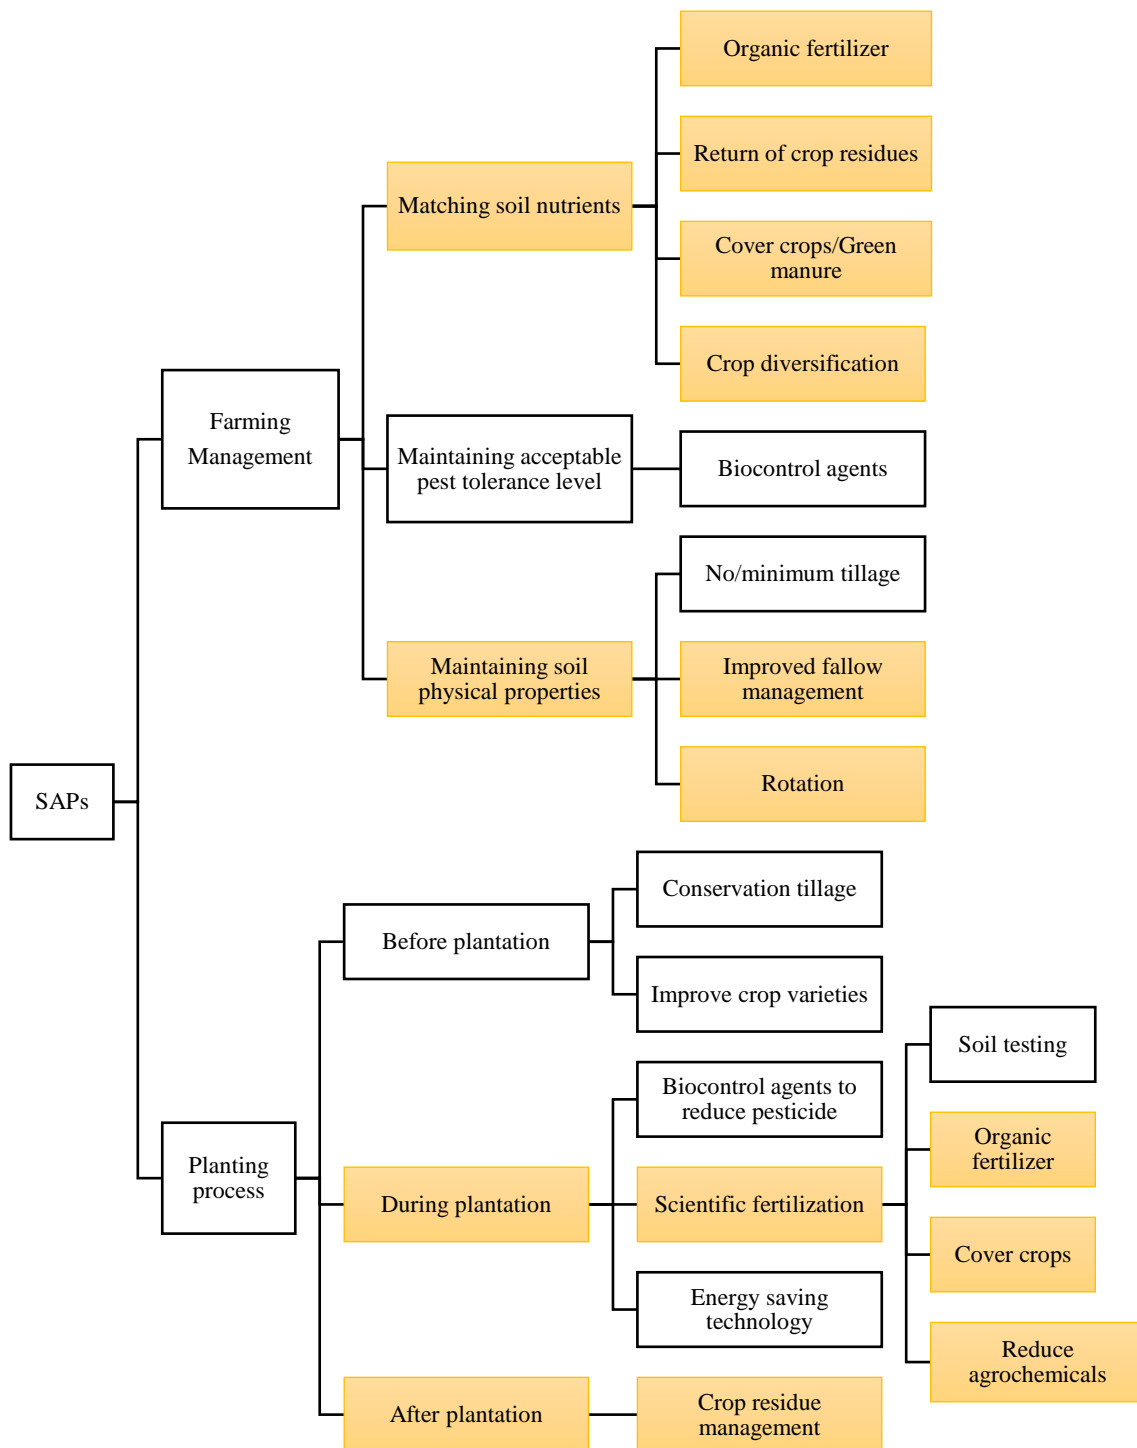 Organic fertilizer
Return of crop residues
Matching soil nutrients
Cover crops/Green
manure
Crop diversification
Farming
Management
Maintaining acceptable
pest tolerance level
Biocontrol agents
No/minimum tillage
Maintaining soil
physical properties
Improved fallow
management
Rotation
SAPs
Conservation tillage
Before plantation
Improve crop varieties
Soil testing
Biocontrol agents to
reduce pesticide
Organic
fertilizer
Planting
process
During plantation
Scientific fertilization
Cover crops
Energy saving
technology
Reduce
agrochemicals
After plantation
Crop residue
management